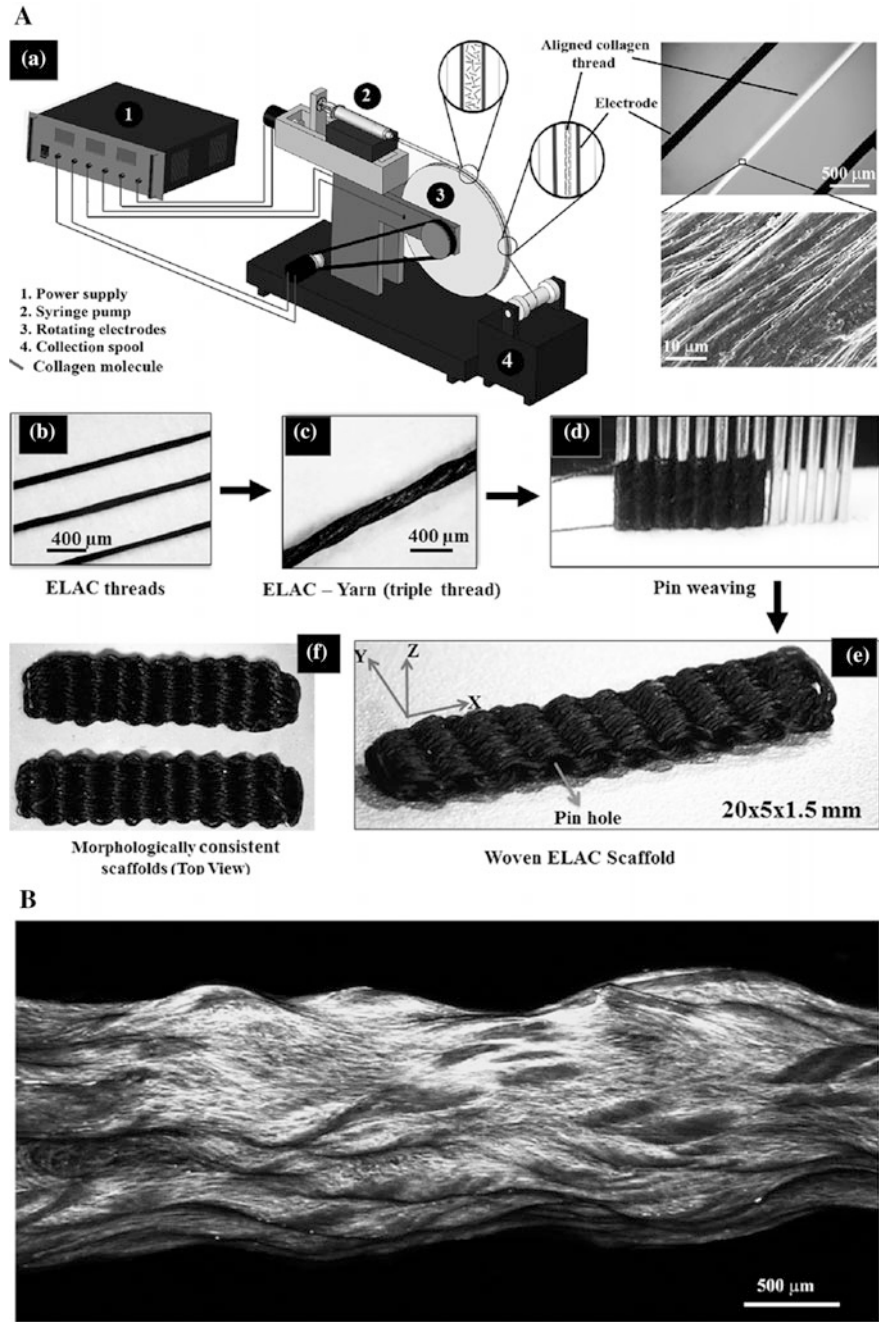 A
(a)
1
2
3
4
Aligned collagen
thread
Electrode
500 μm
10 μm
1. Power supply
2. Syringe pump
3. Rotating electrodes
4. Collection spool
Collagen molecule
(b)
400 μm
ELAC threads
(c)
400 μm
ELAC – Yarn (triple thread)
(d)
Pin weaving
(f)
Morphologically consistent
scaffolds (Top View)
(e)
Y
Z
X
Pin hole
20x5x1.5 mm
Woven ELAC Scaffold
B
500 μm